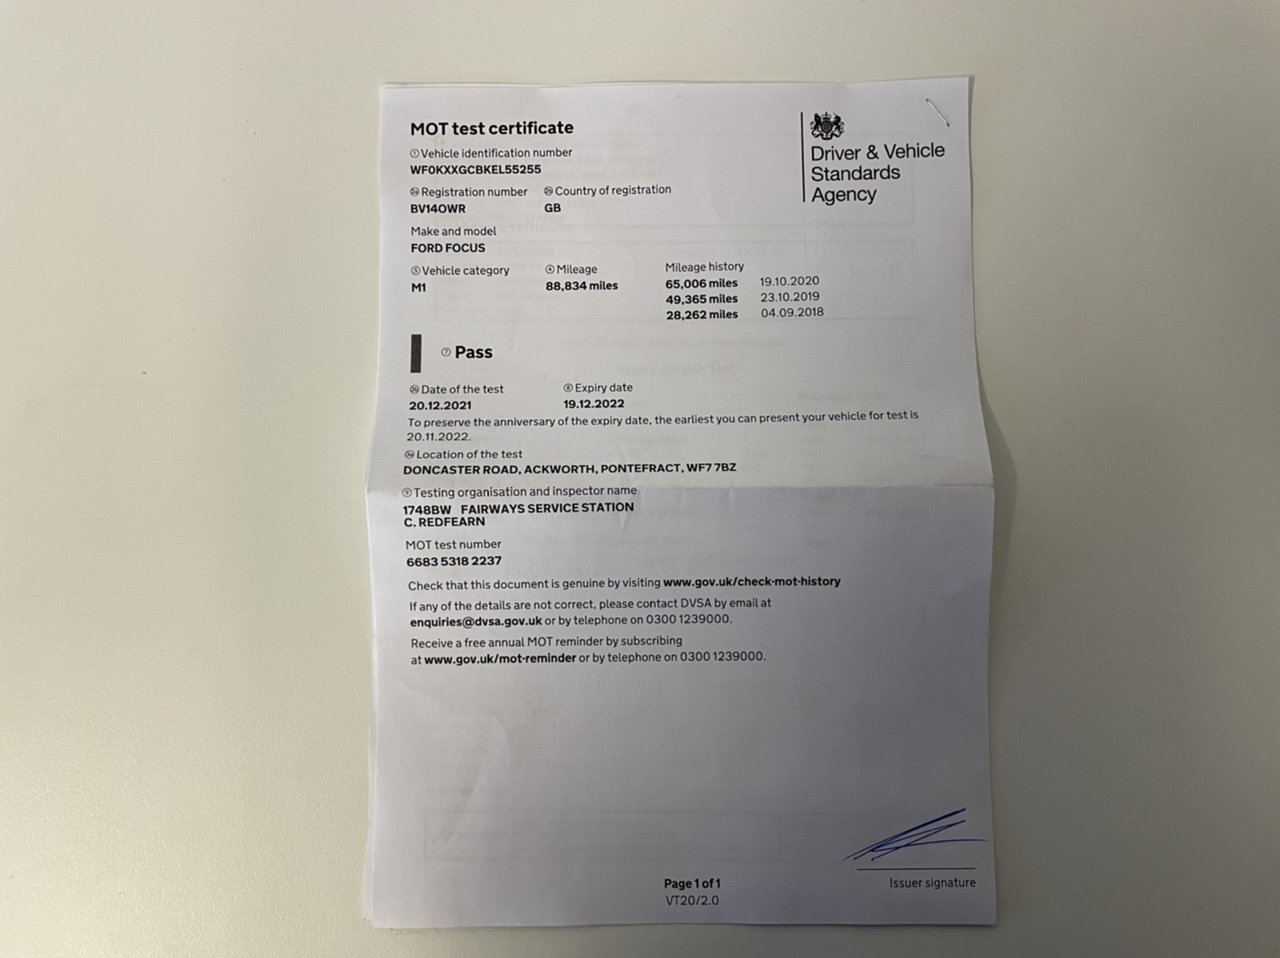 MOT test certificate
① Vehicle identification number
WF0KXXGCBKEL55255
Registration number
Country of registration
BV14OWR
GB
Make and model
FORD FOCUS
⑤ Vehicle category
④ Mileage
Mileage history
M1
88,834 miles
65,006 miles 19.10.2020
49,365 miles 23.10.2019
28,262 miles 04.09.2018
Driver & Vehicle
Standards
Agency
⑦ Pass
Date of the test
⑧ Expiry date
20.12.2021
19.12.2022
To preserve the anniversary of the expiry date, the earliest you can present your vehicle for test is
20.11.2022.
Location of the test
DONCASTER ROAD, ACKWORTH, PONTEFRACT, WF7 7BZ
⑨ Testing organisation and inspector name
1748BW FAIRWAYS SERVICE STATION
C. REDFEARN
MOT test number
6683 5318 2237
Check that this document is genuine by visiting www.gov.uk/check-mot-history
If any of the details are not correct, please contact DVSA by email at
enquiries@dvsa.gov.uk or by telephone on 0300 1239000.
Receive a free annual MOT reminder by subscribing
at www.gov.uk/mot-reminder or by telephone on 0300 1239000.
Issuer signature
Page 1 of 1
VT20/2.0